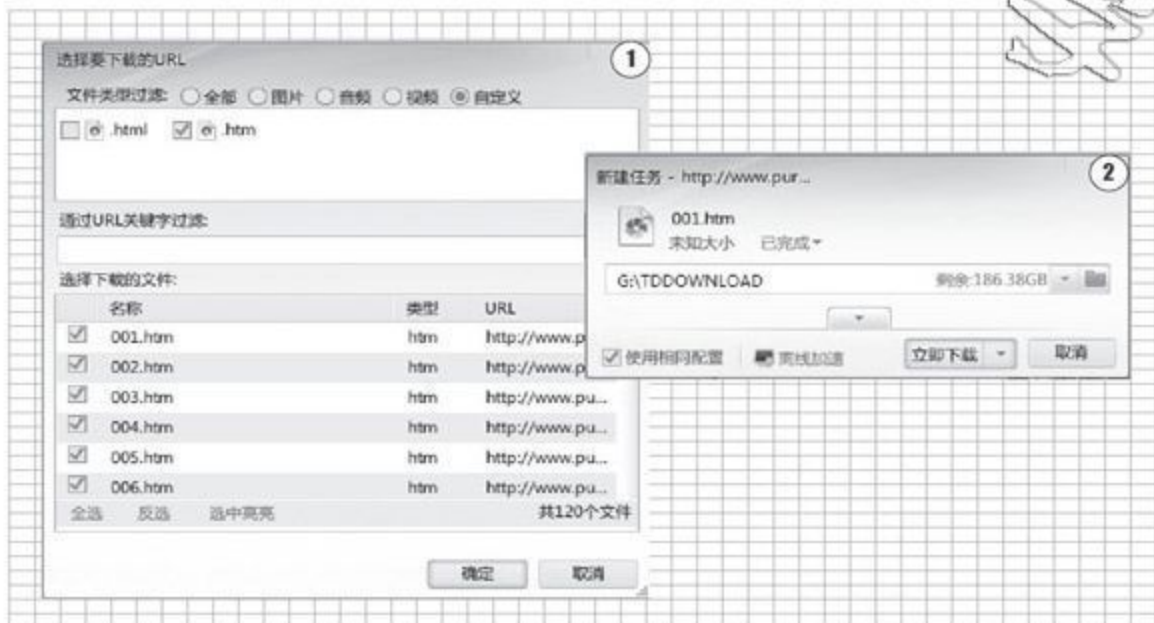 选择要下载的URL
1
文件类型过滤: 全部 图片 音频 视频 自定义
.html .htm
通过URL关键字过滤:
选择下载的文件:
名称 类型 URL
001.htm htm http://www.p
002.htm htm http://www.p
003.htm htm http://www.pu...
004.htm htm http://www.pu...
005.htm htm http://www.pu...
006.htm htm http://www.pu...
全选 反选 选中高亮 共120个文件
确定 取消
新建任务 - http://www.pur...
2
001.htm
未知大小 已完成
G:\TDDOWNLOAD 剩余:186.38GB
使用相同配置 离线加速 立即下载 取消